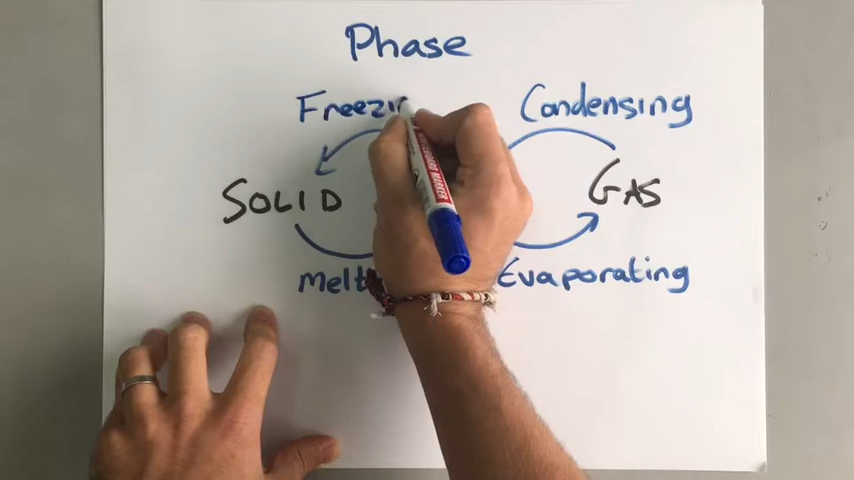 Phase
Condensing
SOLID
GAS
Evaporating